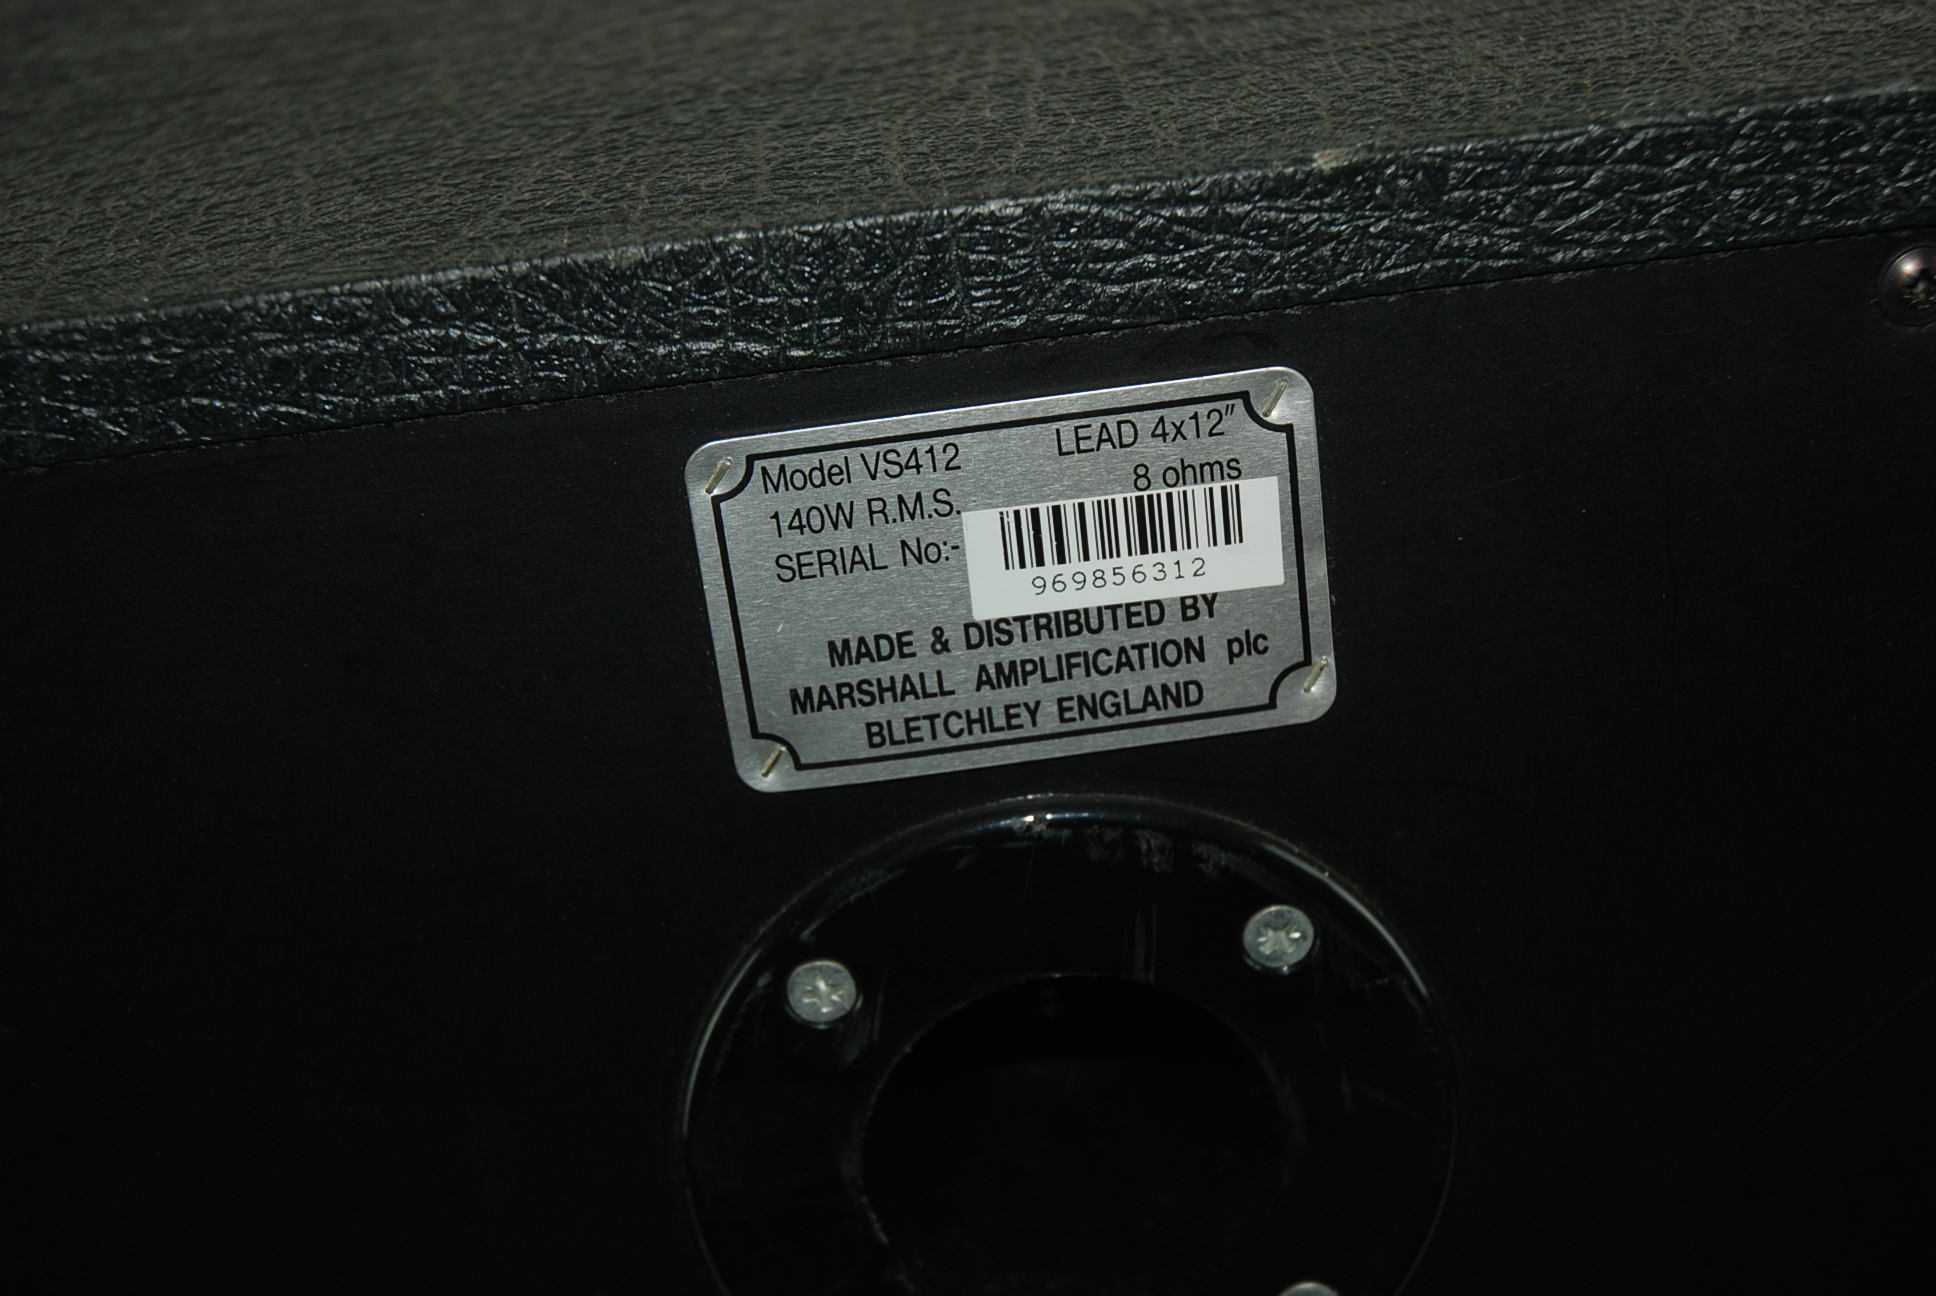 Model VS412 LEAD 4x12"
140W R.M.S. 8 ohms
SERIAL No:- 969856312
MADE & DISTRIBUTED BY
MARSHALL AMPLIFICATION plc
BLETCHLEY ENGLAND